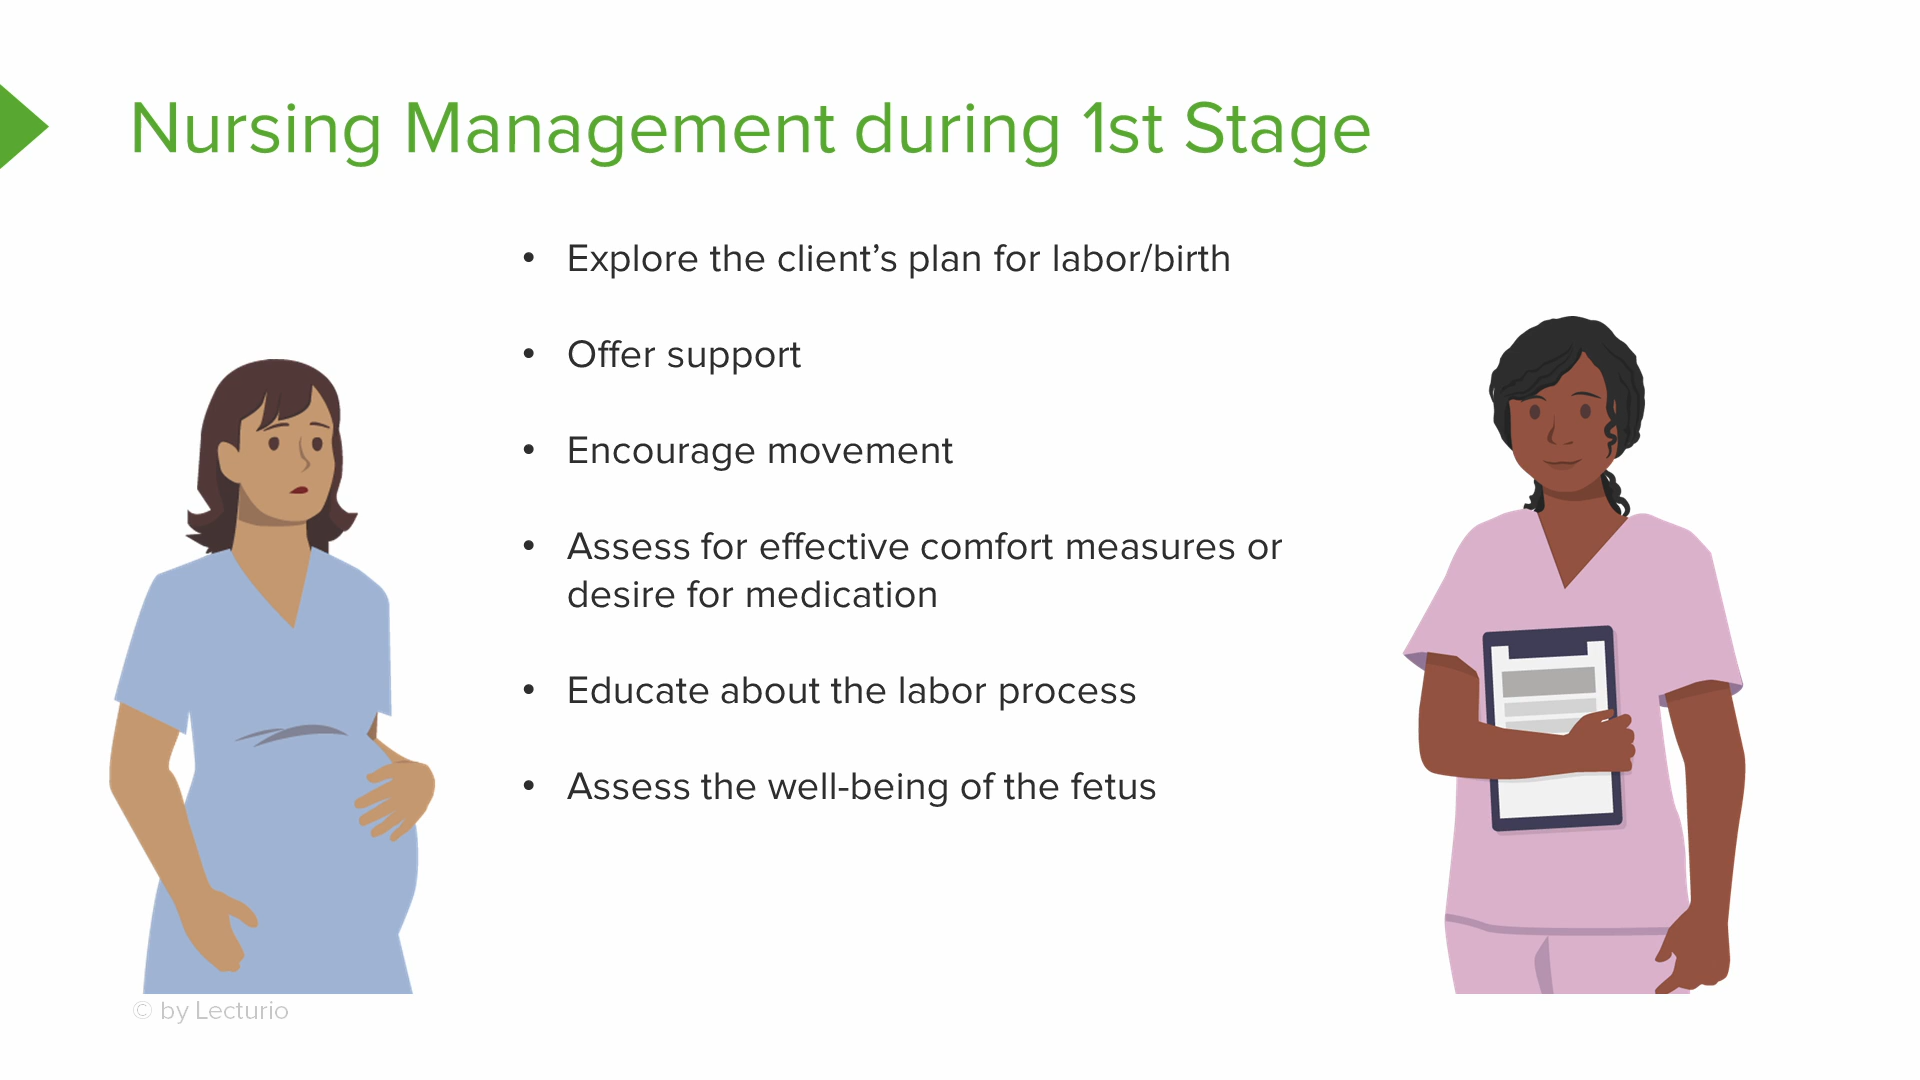 Nursing Management during 1st Stage
• Explore the client’s plan for labor/birth
• Offer support
• Encourage movement
• Assess for effective comfort measures or
desire for medication
• Educate about the labor process
• Assess the well-being of the fetus
© by Lecturio